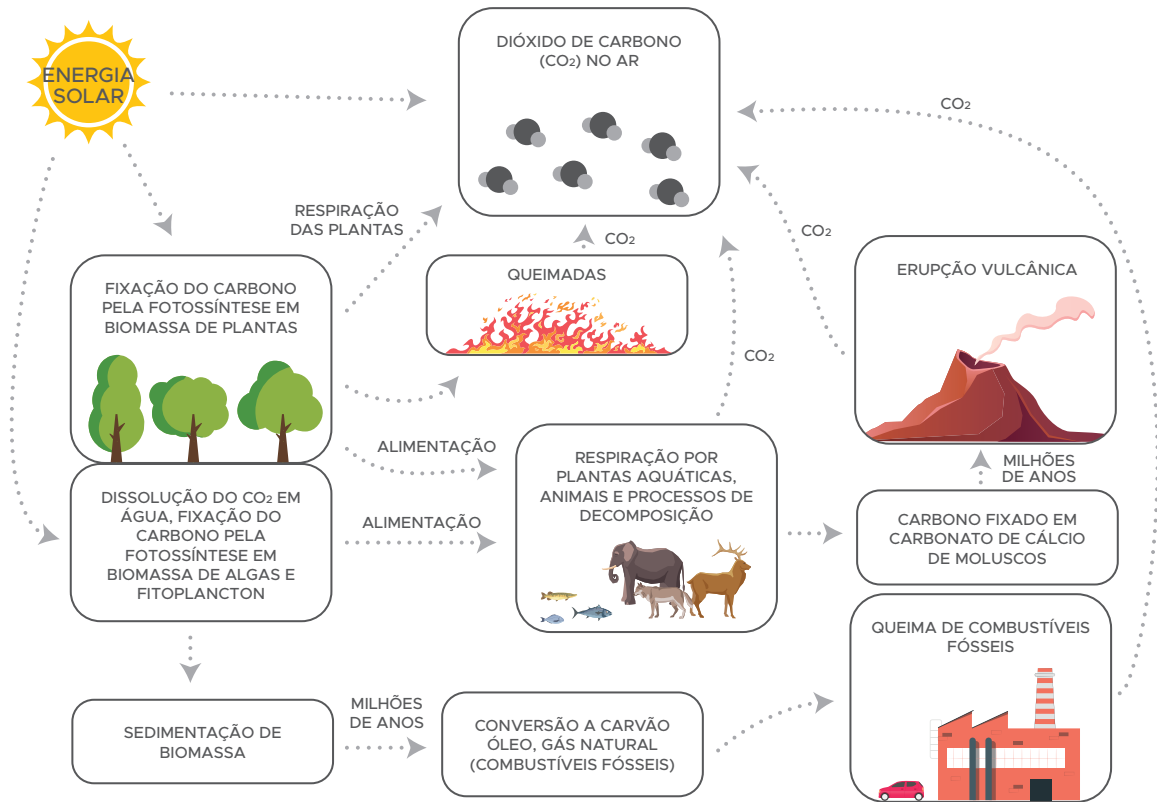 ENERGIA
SOLAR
DIÓXIDO DE CARBONO
(CO₂) NO AR
CO₂
RESPIRAÇÃO
DAS PLANTAS
CO₂
CO₂
QUEIMADAS
ERUPÇÃO VULCÂNICA
FIXAÇÃO DO CARBONO
PELA FOTOSSÍNTESE EM
BIOMASSA DE PLANTAS
CO₂
ALIMENTAÇÃO
RESPIRAÇÃO POR
PLANTAS AQUÁTICAS,
ANIMAIS E PROCESSOS DE
DECOMPOSIÇÃO
MILHÕES
DE ANOS
DISSOLUÇÃO DO CO₂ EM
ÁGUA, FIXAÇÃO DO
CARBONO PELA
FOTOSSÍNTESE EM
BIOMASSA DE ALGAS E
FITOPLANCTON
ALIMENTAÇÃO
CARBONO FIXADO EM
CARBONATO DE CÁLCIO
DE MOLUSCOS
QUEIMA DE COMBUSTÍVEIS
FÓSSEIS
SEDIMENTAÇÃO DE
BIOMASSA
MILHÕES
DE ANOS
CONVERSÃO A CARVÃO
ÓLEO, GÁS NATURAL
(COMBUSTÍVEIS FÓSSEIS)